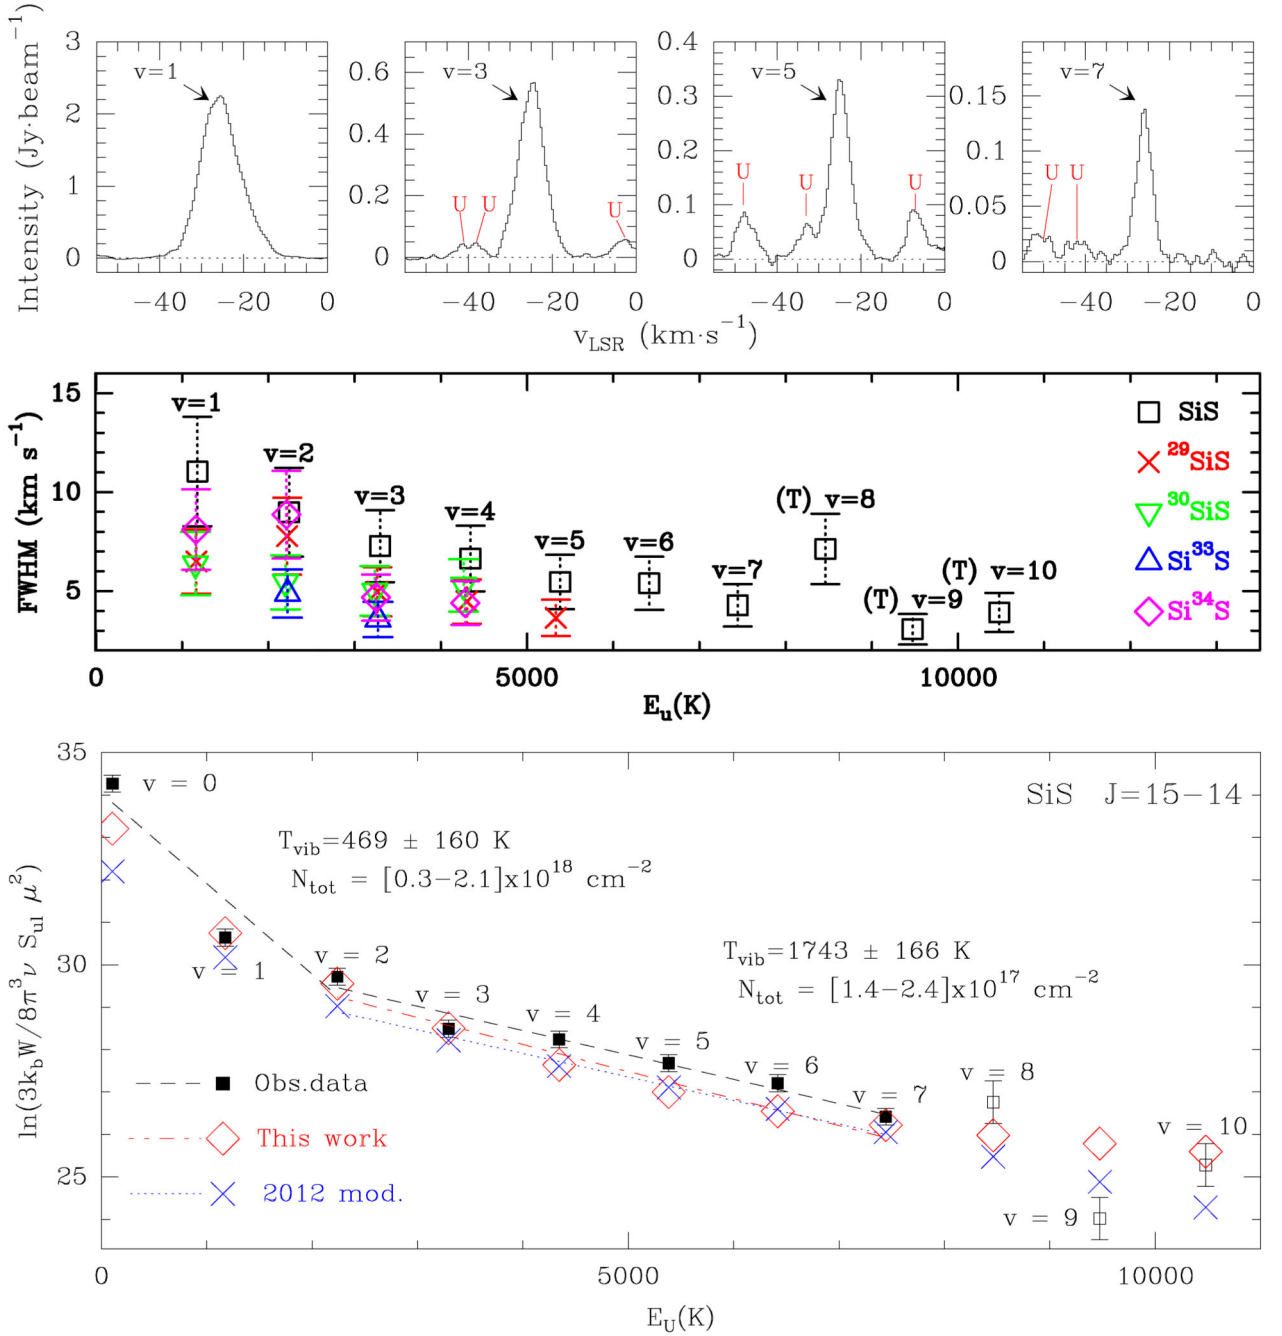 Intensity (Jy·beam⁻¹)
3
2
1
0
v=1
−40 −20 0
0.6
0.4
0.2
0
v=3
U U U
−40 −20 0
0.4
0.3
0.2
0.1
0
v=5
U U U
−40 −20 0
0.15
0.1
0.05
0
v=7
U U
−40 −20 0
v_LSR (km·s⁻¹)
FWHM (km s⁻¹)
15
10
5
v=1
v=2
v=3
v=4
v=5
v=6
v=7
(T) v=8
(T) v=9
(T) v=10
SiS
²⁹SiS
³⁰SiS
Si³³S
Si³⁴S
0 5000 10000
E_u(K)
ln(3k_bW/8π³ν S_ul μ²)
35
30
25
SiS J=15−14
v = 0
T_vib=469 ± 160 K
N_tot = [0.3−2.1]x10¹⁸ cm⁻²
v = 1
v = 2
v = 3
v = 4
v = 5
v = 6
v = 7
v = 8
v = 9
v = 10
T_vib=1743 ± 166 K
N_tot = [1.4−2.4]x10¹⁷ cm⁻²
Obs.data
This work
2012 mod.
0 5000 10000
E_U(K)